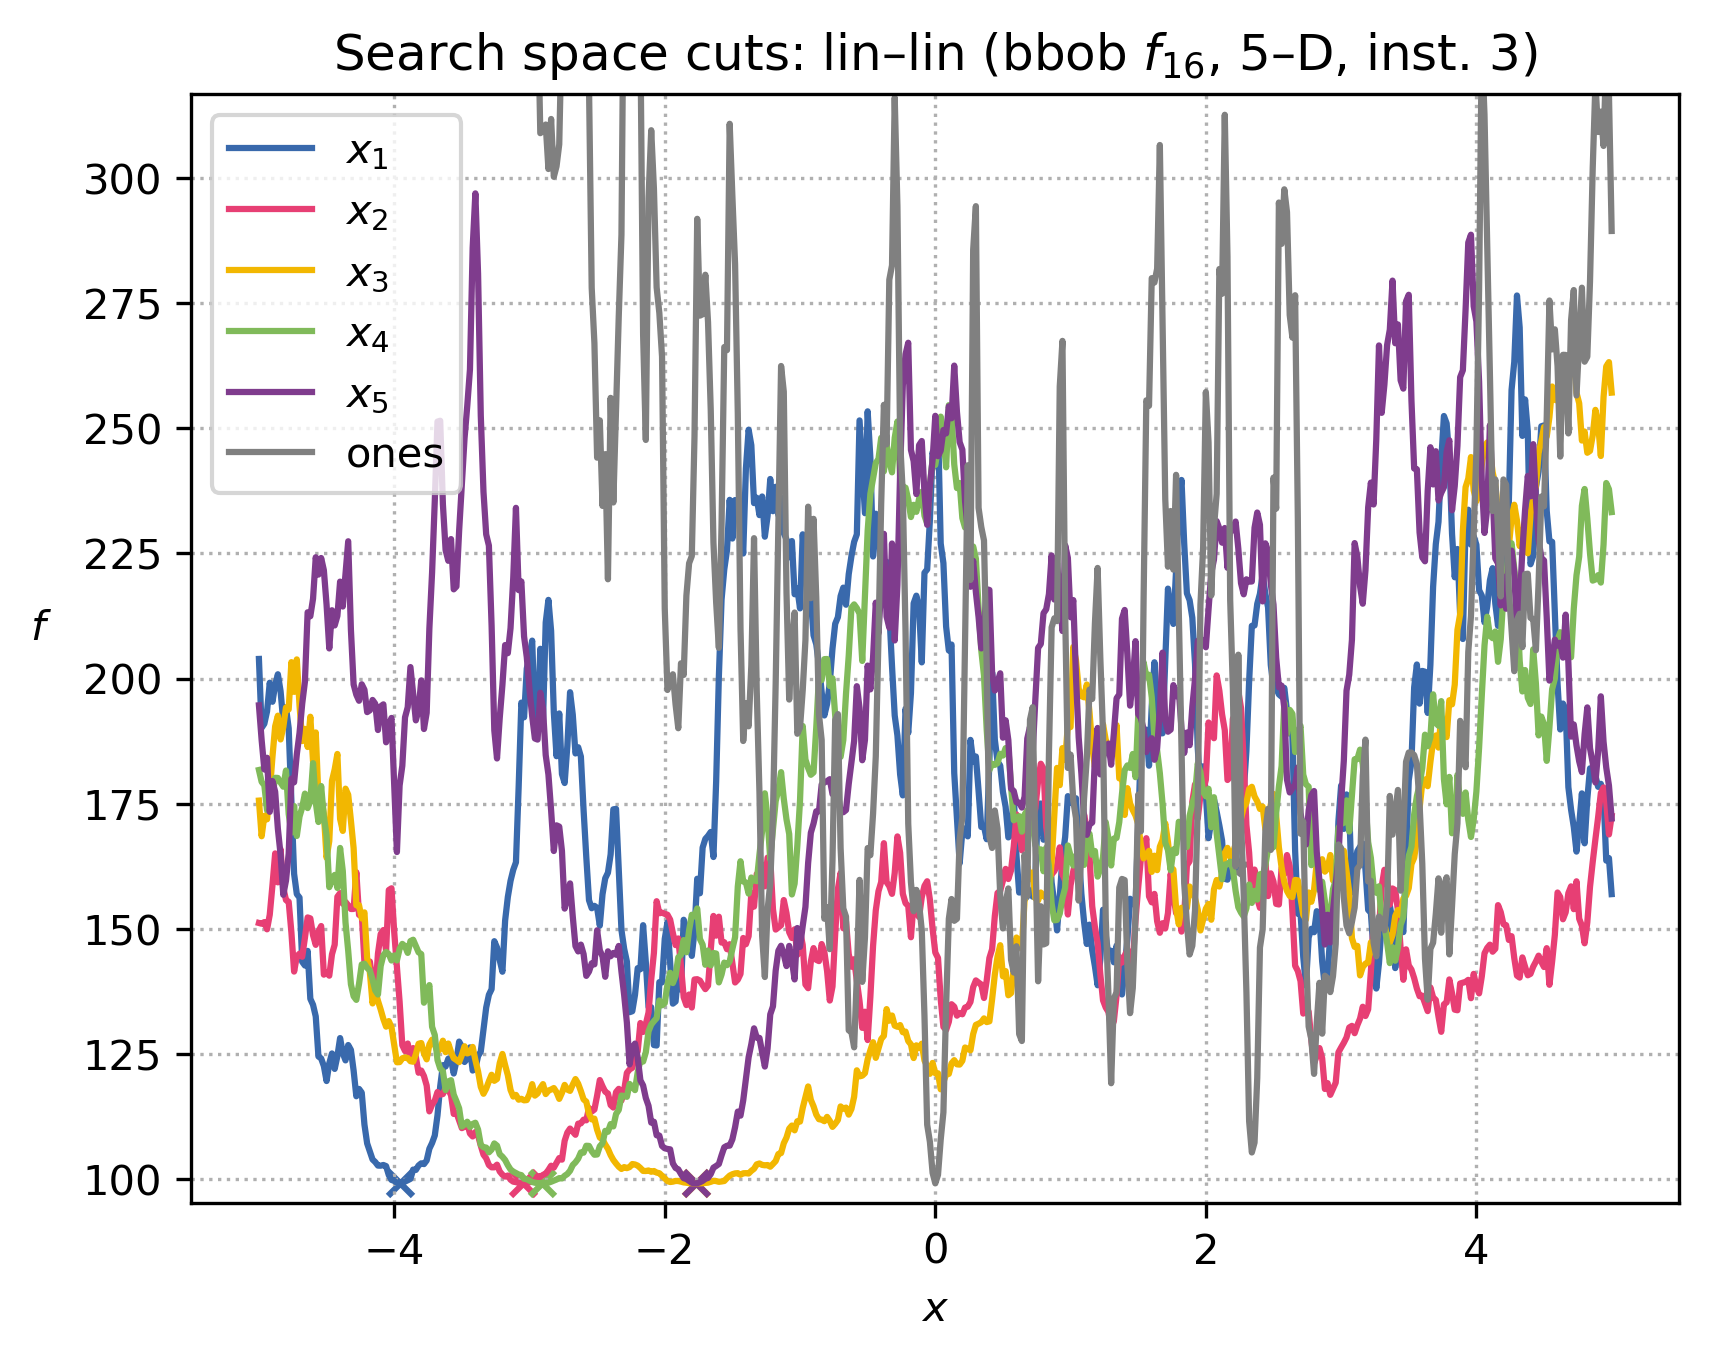 Search space cuts: lin–lin (bbob f16, 5–D, inst. 3)
x1
x2
x3
x4
x5
ones
300
275
250
225
200
175
150
125
100
f
−4
−2
0
2
4
x